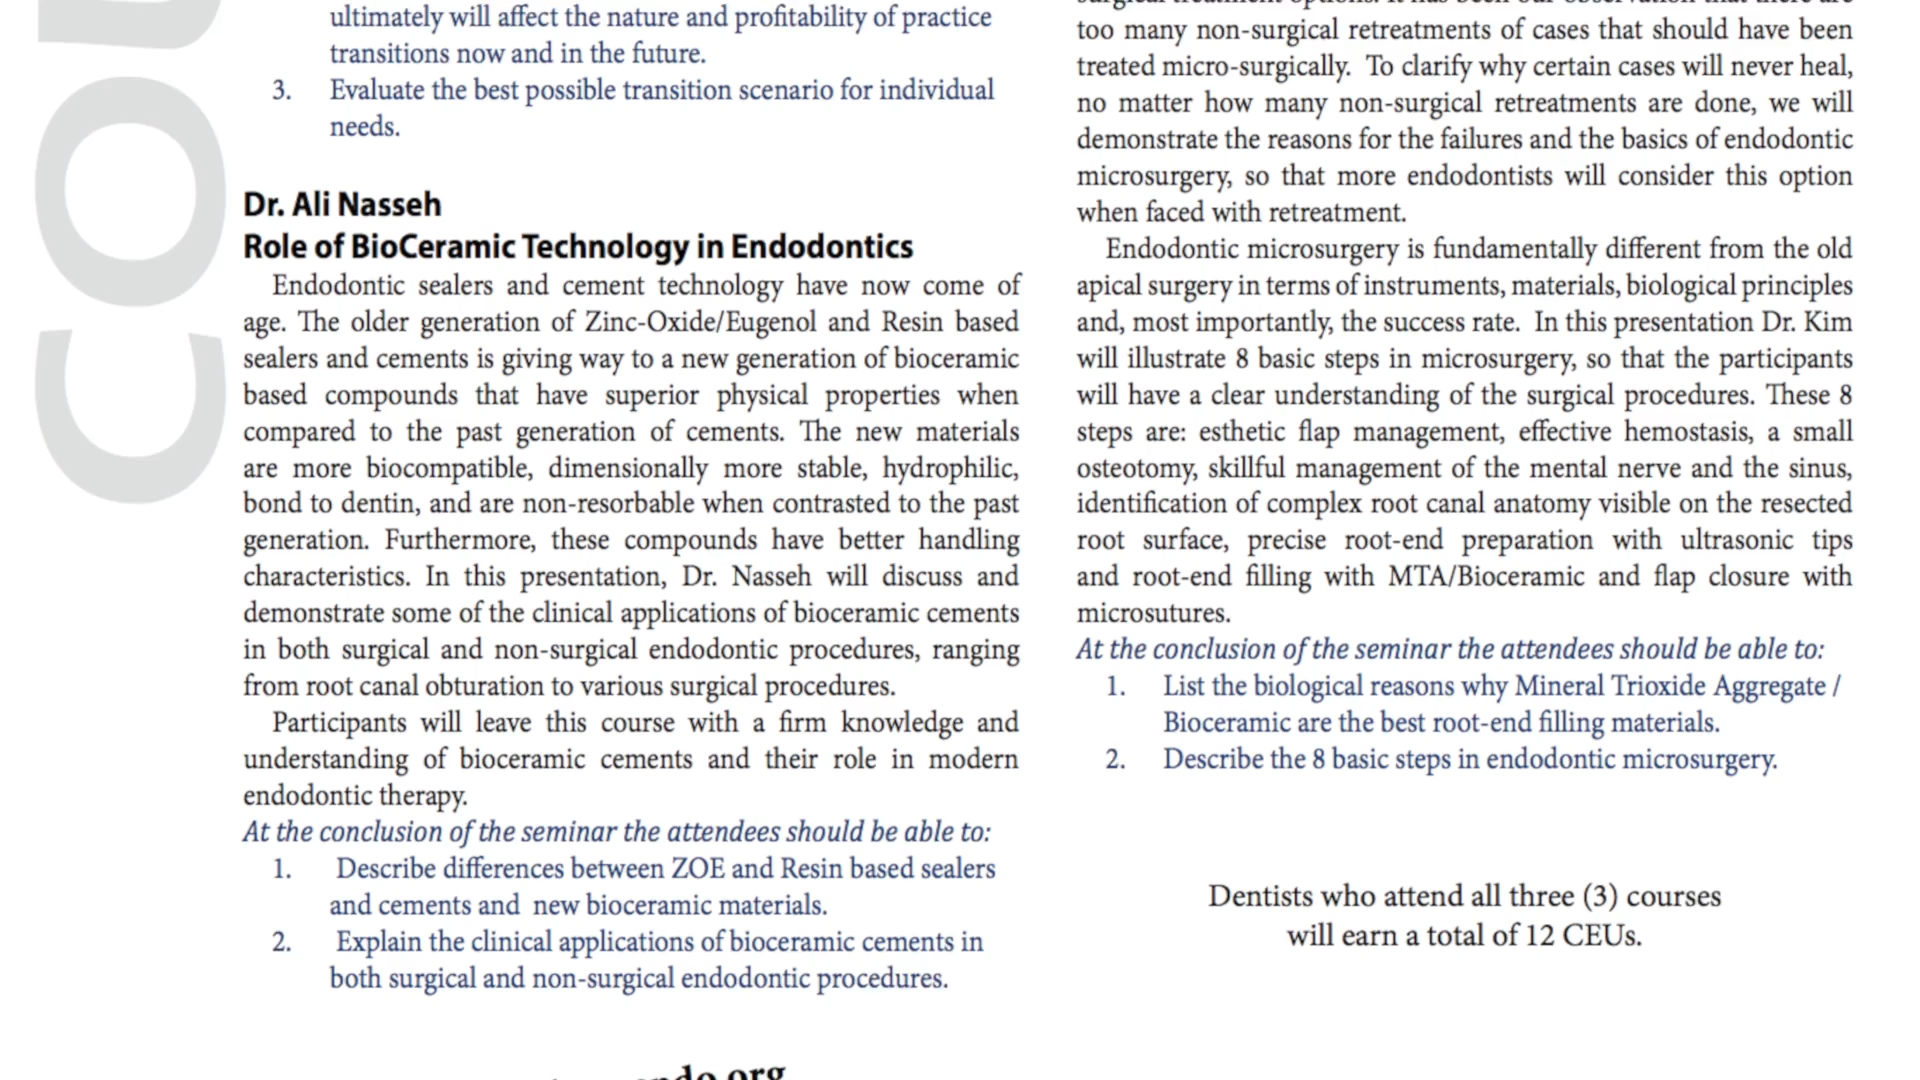 cou
ultimately will affect the nature and profitability of practice
transitions now and in the future.
3. Evaluate the best possible transition scenario for individual
needs.
Dr. Ali Nasseh
Role of BioCeramic Technology in Endodontics
Endodontic sealers and cement technology have now come of
age. The older generation of Zinc-Oxide/Eugenol and Resin based
sealers and cements is giving way to a new generation of bioceramic
based compounds that have superior physical properties when
compared to the past generation of cements. The new materials
are more biocompatible, dimensionally more stable, hydrophilic,
bond to dentin, and are non-resorbable when contrasted to the past
generation. Furthermore, these compounds have better handling
characteristics. In this presentation, Dr. Nasseh will discuss and
demonstrate some of the clinical applications of bioceramic cements
in both surgical and non-surgical endodontic procedures, ranging
from root canal obturation to various surgical procedures.
Participants will leave this course with a firm knowledge and
understanding of bioceramic cements and their role in modern
endodontic therapy.
At the conclusion of the seminar the attendees should be able to:
1. Describe differences between ZOE and Resin based sealers
and cements and new bioceramic materials.
2. Explain the clinical applications of bioceramic cements in
both surgical and non-surgical endodontic procedures.
surgical treatment options. It has been our observation that there are
too many non-surgical retreatments of cases that should have been
treated micro-surgically. To clarify why certain cases will never heal,
no matter how many non-surgical retreatments are done, we will
demonstrate the reasons for the failures and the basics of endodontic
microsurgery, so that more endodontists will consider this option
when faced with retreatment.
Endodontic microsurgery is fundamentally different from the old
apical surgery in terms of instruments, materials, biological principles
and, most importantly, the success rate. In this presentation Dr. Kim
will illustrate 8 basic steps in microsurgery, so that the participants
will have a clear understanding of the surgical procedures. These 8
steps are: esthetic flap management, effective hemostasis, a small
osteotomy, skillful management of the mental nerve and the sinus,
identification of complex root canal anatomy visible on the resected
root surface, precise root-end preparation with ultrasonic tips
and root-end filling with MTA/Bioceramic and flap closure with
microsutures.
At the conclusion of the seminar the attendees should be able to:
1. List the biological reasons why Mineral Trioxide Aggregate /
Bioceramic are the best root-end filling materials.
2. Describe the 8 basic steps in endodontic microsurgery.
Dentists who attend all three (3) courses
will earn a total of 12 CEUs.